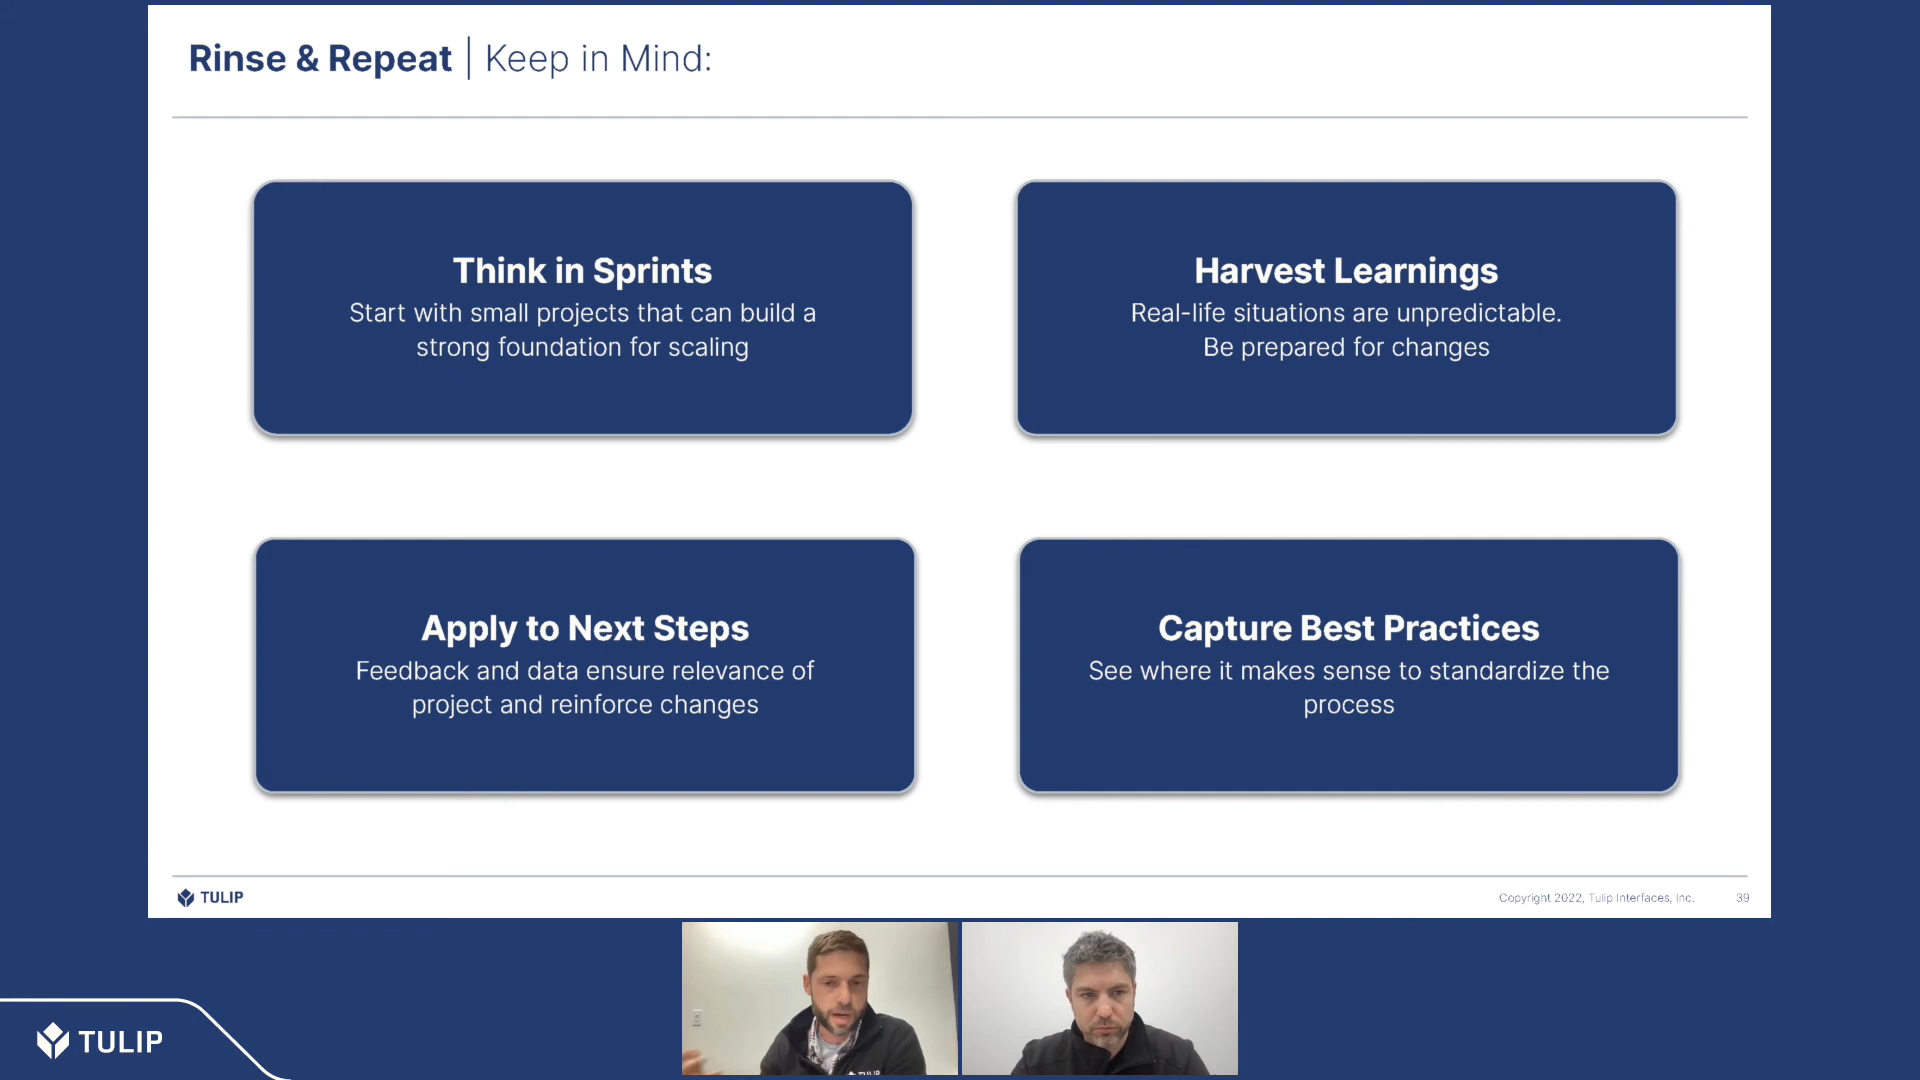 Rinse & Repeat | Keep in Mind:
Think in Sprints
Start with small projects that can build a
strong foundation for scaling
Harvest Learnings
Real-life situations are unpredictable.
Be prepared for changes
Apply to Next Steps
Feedback and data ensure relevance of
project and reinforce changes
Capture Best Practices
See where it makes sense to standardize the
process
TULIP
Copyright 2022, Tulip Interfaces, Inc.
39
TULIP
TULIP